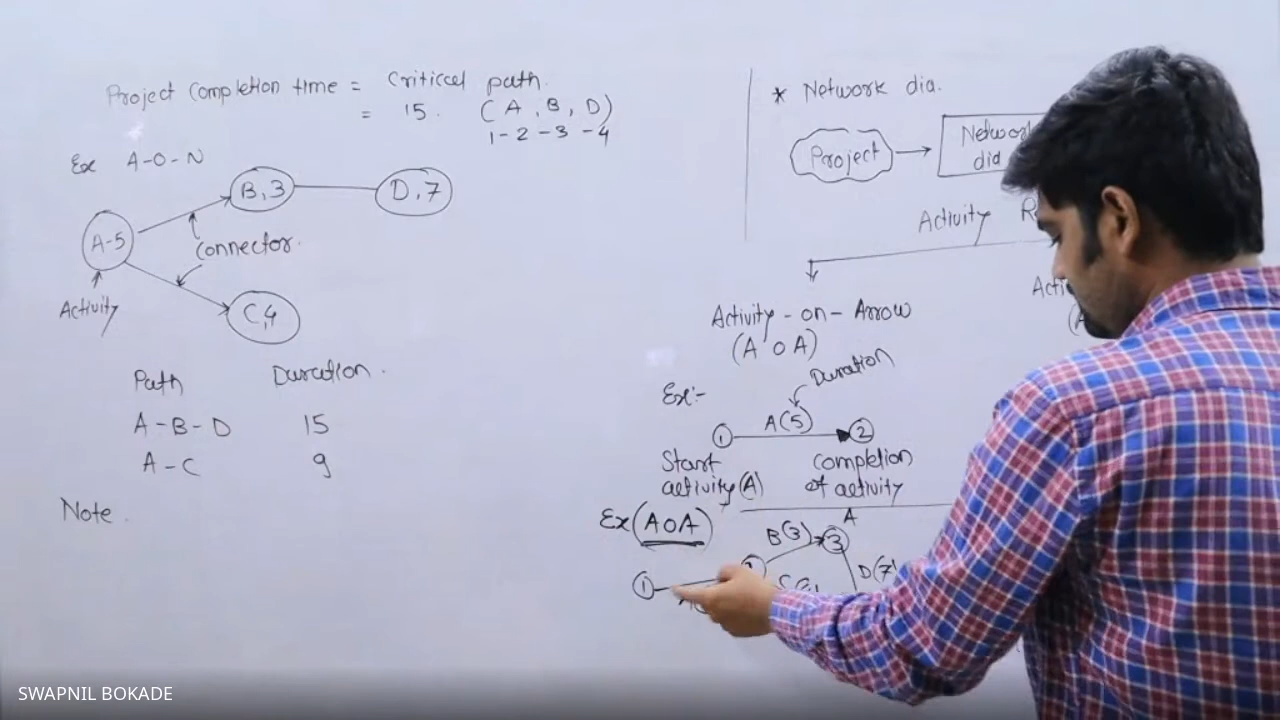 Project Completion time = Criticcel path.
= 15. (A, B, D)
1-2-3-4
Ex A-O-N
B,3
D,7
A-5
Connector.
Activity
C,4
Path Duration.
A-B-D 15
A-C 9
Note.
* Network dia.
Project
dia
Activity
Activity-on-Arrow
(A O A)
Duration
Ex:-
A(5)
1 2
Start
activity(A)
Completion
of activity
A
Ex(AOA)
B(3)
3
1
D(7)
SWAPNIL BOKADE